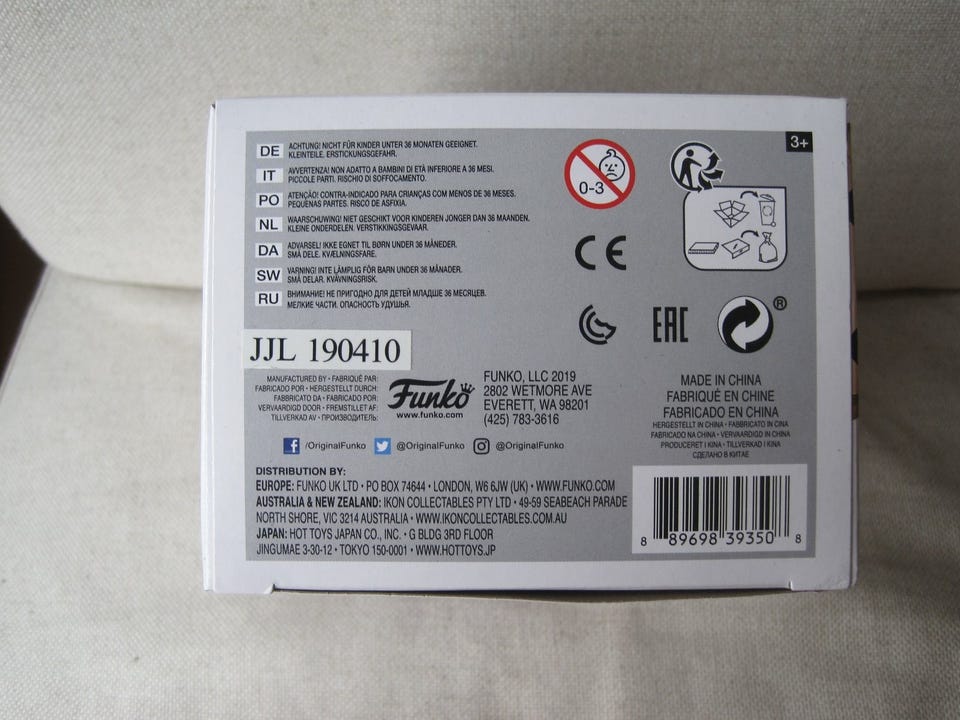 DE ACHTUNG! NICHT FÜR KINDER UNTER 36 MONATEN GEEIGNET.
KLEINTEILE. ERSTICKUNGSGEFAHR.
IT AVVERTENZA! NON ADATTO A BAMBINI DI ETÀ INFERIORE A 36 MESI.
PICCOLE PARTI. RISCHIO DI SOFFOCAMENTO.
PO ATENÇÃO! CONTRA-INDICADO PARA CRIANÇAS COM MENOS DE 36 MESES.
PEQUENAS PARTES. RISCO DE ASFIXIA.
NL WAARSCHUWING! NIET GESCHIKT VOOR KINDEREN JONGER DAN 36 MAANDEN.
KLEINE ONDERDELEN. VERSTIKKINGSGEVAAR.
DA ADVARSEL! IKKE EGNET TIL BØRN UNDER 36 MÅNEDER.
SMÅ DELE. KVÆLNINGSFARE.
SW VARNING! INTE LÄMPLIG FÖR BARN UNDER 36 MÅNADER.
SMÅ DELAR. KVÄVNINGSRISK.
RU ВНИМАНИЕ! НЕ ПРИГОДНО ДЛЯ ДЕТЕЙ МЛАДШЕ 36 МЕСЯЦЕВ.
МЕЛКИЕ ЧАСТИ. ОПАСНОСТЬ УДУШЬЯ.
0-3
3+
CE
EAC
®
JJL 190410
MANUFACTURED BY • FABRIQUÉ PAR:
FABRICADO POR • HERGESTELLT DURCH:
FABBRICATO DA • FABRICADO POR:
VERVAARDIGD DOOR • FREMSTILLET AF:
TILLVERKAD AV • ПРОИЗВОДИТЕЛЬ:
Funko
www.funko.com
FUNKO, LLC 2019
2802 WETMORE AVE
EVERETT, WA 98201
(425) 783-3616
MADE IN CHINA
FABRIQUÉ EN CHINE
FABRICADO EN CHINA
HERGESTELLT IN CHINA • FABBRICATO IN CINA
FABRICADO NA CHINA • VERVAARDIGD IN CHINA
PRODUCERET I KINA • TILLVERKAD I KINA
СДЕЛАНО В КИТАЕ
f /OriginalFunko @OriginalFunko @OriginalFunko
DISTRIBUTION BY:
EUROPE: FUNKO UK LTD • PO BOX 74644 • LONDON, W6 6JW (UK) • WWW.FUNKO.COM
AUSTRALIA & NEW ZEALAND: IKON COLLECTABLES PTY LTD • 49-59 SEABEACH PARADE
NORTH SHORE, VIC 3214 AUSTRALIA • WWW.IKONCOLLECTABLES.COM.AU
JAPAN: HOT TOYS JAPAN CO., INC. • G BLDG 3RD FLOOR
JINGUMAE 3-30-12 • TOKYO 150-0001 • WWW.HOTTOYS.JP
8 89698 39350 8